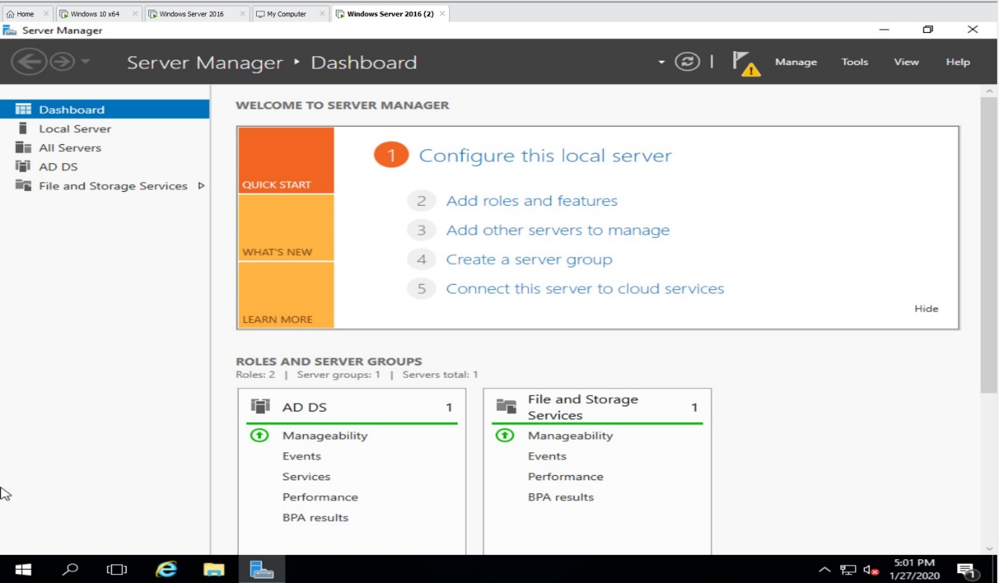 Home
Windows 10 x64
Windows Server 2016
My Computer
Windows Server 2016 (2)
Server Manager
Server Manager
Dashboard
Manage
Tools
View
Help
Dashboard
Local Server
All Servers
AD DS
File and Storage Services
WELCOME TO SERVER MANAGER
QUICK START
WHAT'S NEW
LEARN MORE
1 Configure this local server
2 Add roles and features
3 Add other servers to manage
4 Create a server group
5 Connect this server to cloud services
Hide
ROLES AND SERVER GROUPS
Roles: 2 | Server groups: 1 | Servers total: 1
AD DS 1
Manageability
Events
Services
Performance
BPA results
File and Storage
Services
1
Manageability
Events
Performance
BPA results
5:01 PM
1/27/2020
1